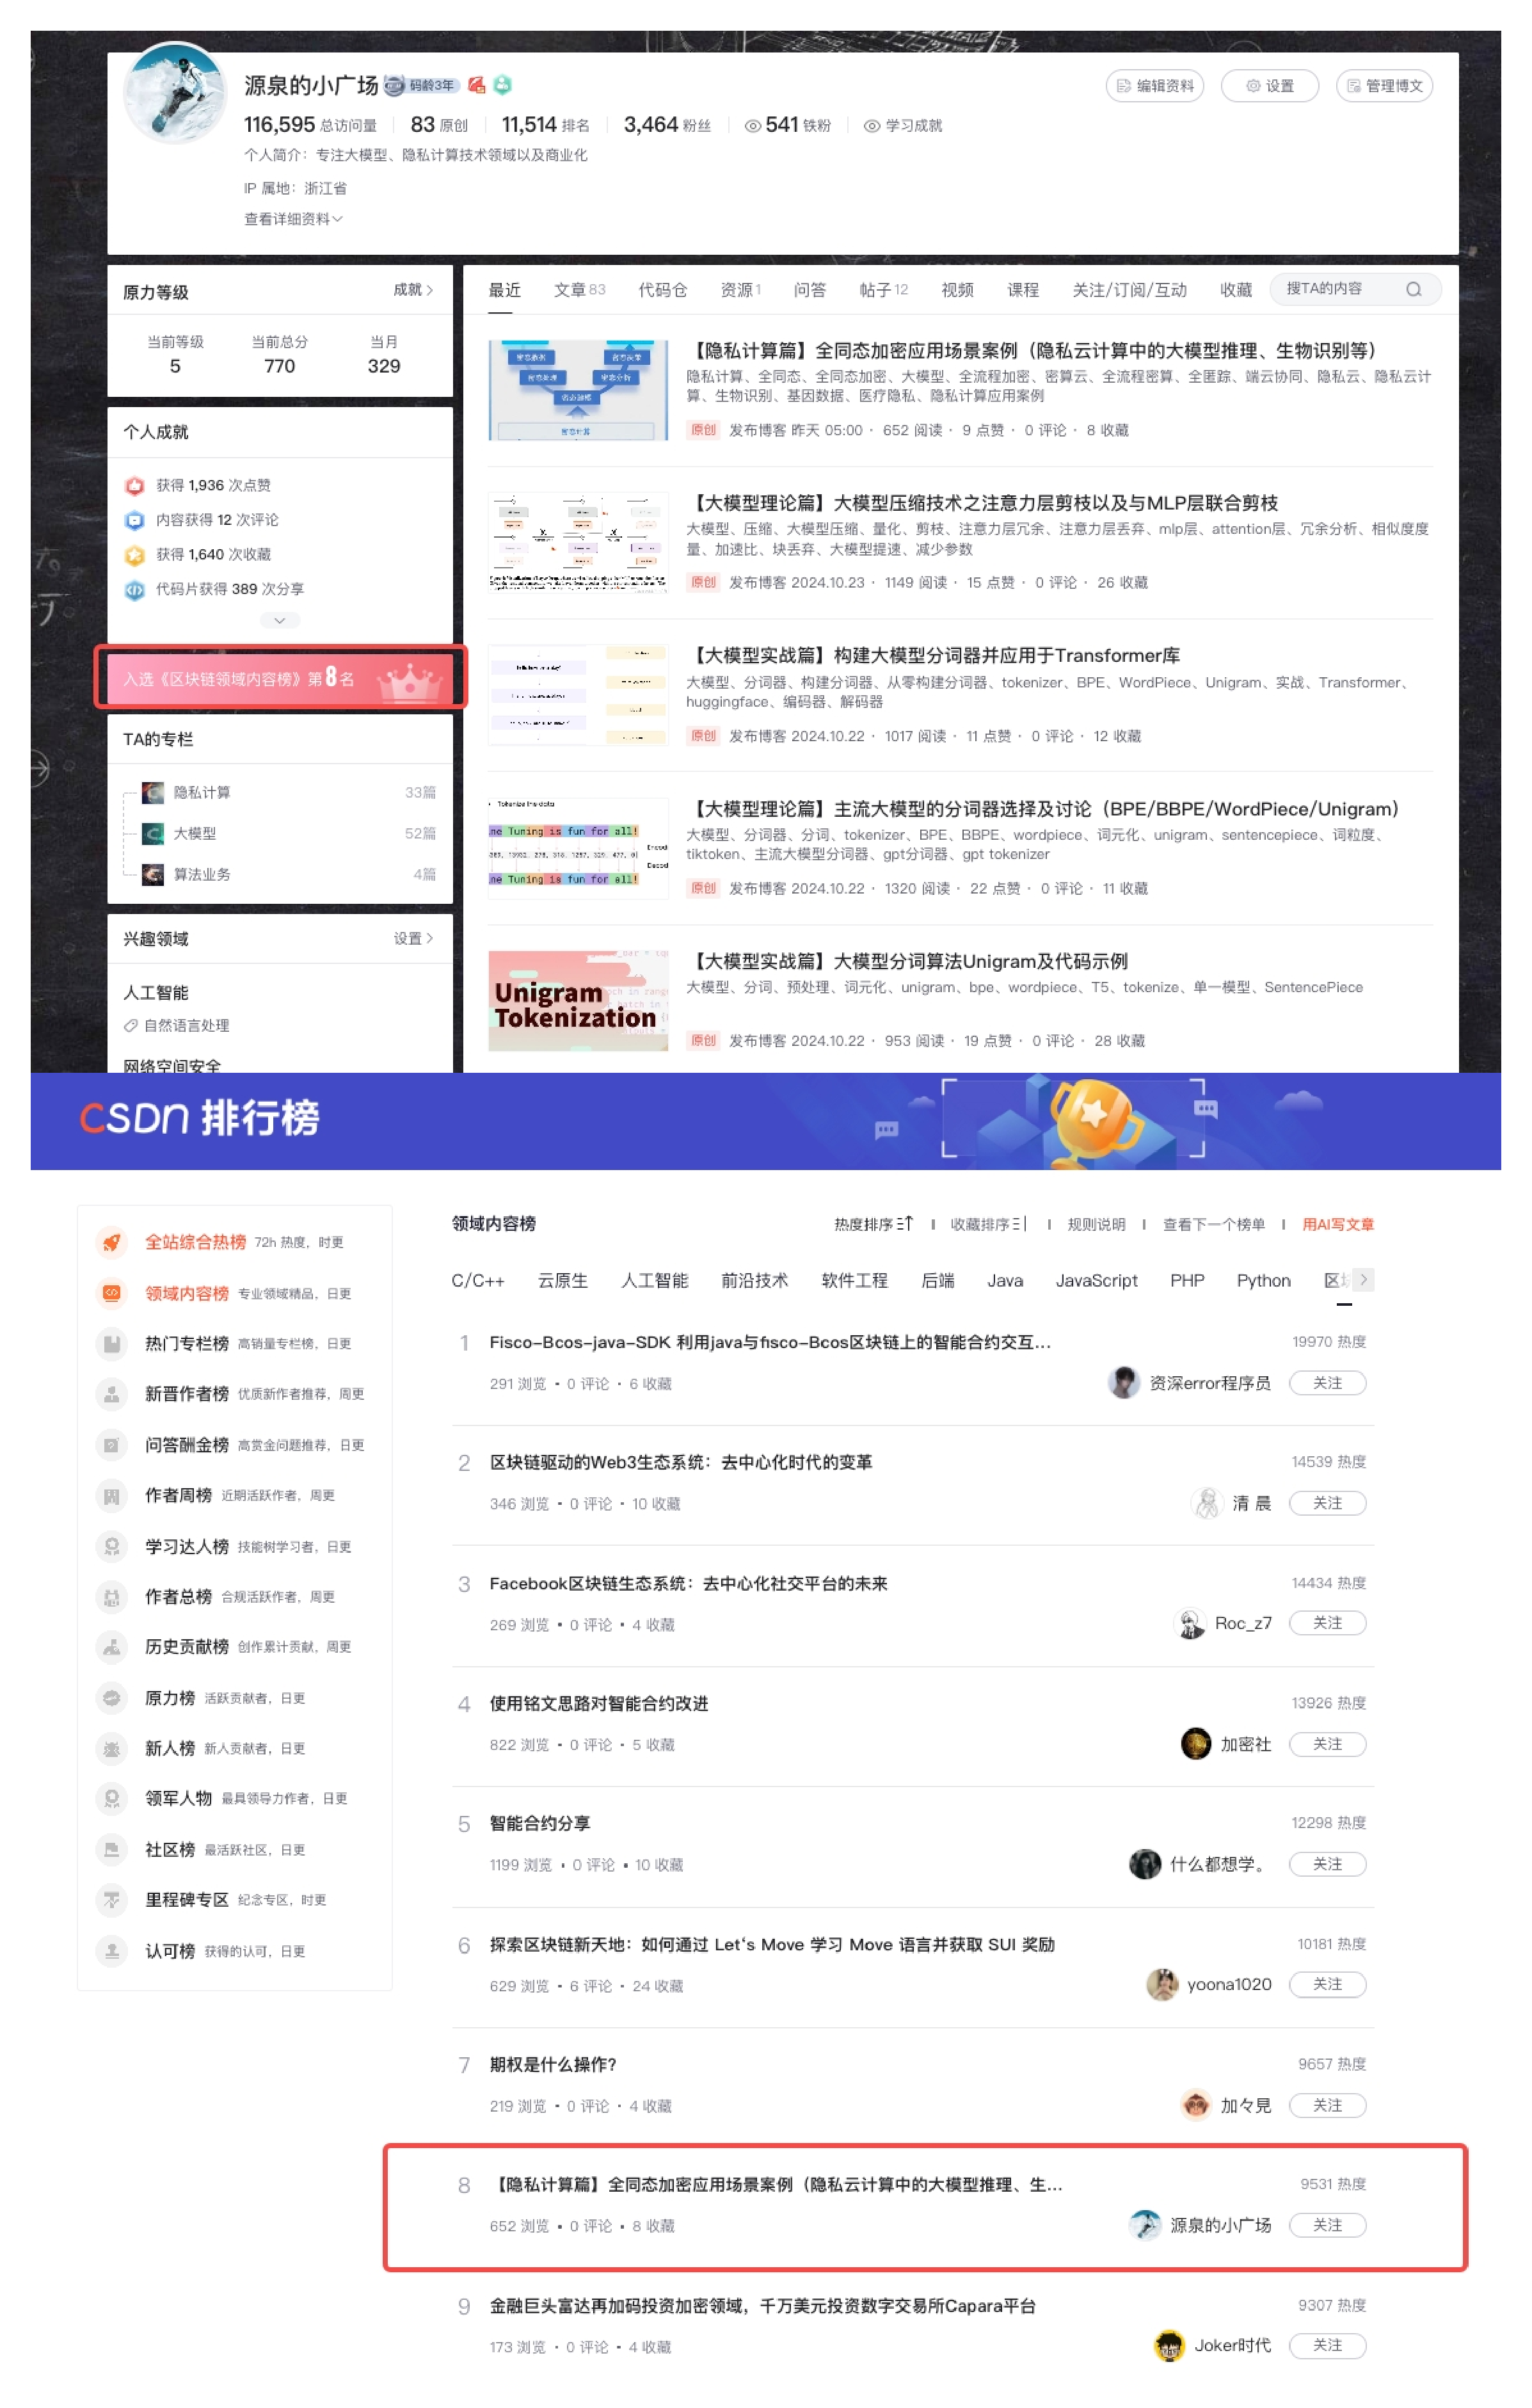 源泉的小广场 码龄3年
编辑资料 设置 管理博文
116,595 总访问量 83 原创 11,514 排名 3,464 粉丝 541 铁粉 学习成就
个人简介：专注大模型、隐私计算技术领域以及商业化
IP 属地：浙江省
查看详细资料
原力等级 成就
当前等级 当前总分 当月
5 770 329
个人成就
获得 1,936 次点赞
内容获得 12 次评论
获得 1,640 次收藏
代码片获得 389 次分享
入选《区块链领域内容榜》第8名
TA的专栏
隐私计算 33篇
大模型 52篇
算法业务 4篇
兴趣领域 设置
人工智能
自然语言处理
网络空间安全
最近 文章 83 代码仓 资源 1 问答 帖子 12 视频 课程 关注/订阅/互动 收藏 搜TA的内容
【隐私计算篇】全同态加密应用场景案例（隐私云计算中的大模型推理、生物识别等）
隐私计算、全同态、全同态加密、大模型、全流程加密、密算云、全流程密算、全匿踪、端云协同、隐私云、隐私云计
算、生物识别、基因数据、医疗隐私、隐私计算应用案例
原创 发布博客 昨天 05:00 · 652 阅读 · 9 点赞 · 0 评论 · 8 收藏
【大模型理论篇】大模型压缩技术之注意力层剪枝以及与MLP层联合剪枝
大模型、压缩、大模型压缩、量化、剪枝、注意力层冗余、注意力层丢弃、mlp层、attention层、冗余分析、相似度度
量、加速比、块丢弃、大模型提速、减少参数
原创 发布博客 2024.10.23 · 1149 阅读 · 15 点赞 · 0 评论 · 26 收藏
【大模型实战篇】构建大模型分词器并应用于Transformer库
大模型、分词器、构建分词器、从零构建分词器、tokenizer、BPE、WordPiece、Unigram、实战、Transformer、
huggingface、编码器、解码器
原创 发布博客 2024.10.22 · 1017 阅读 · 11 点赞 · 0 评论 · 12 收藏
Tokenize the data
ne Tuning is fun for all!
ne Tuning is fun for all!
【大模型理论篇】主流大模型的分词器选择及讨论（BPE/BBPE/WordPiece/Unigram）
大模型、分词器、分词、tokenizer、BPE、BBPE、wordpiece、词元化、unigram、sentencepiece、词粒度、
tiktoken、主流大模型分词器、gpt分词器、gpt tokenizer
原创 发布博客 2024.10.22 · 1320 阅读 · 22 点赞 · 0 评论 · 11 收藏
Unigram
Tokenization
【大模型实战篇】大模型分词算法Unigram及代码示例
大模型、分词、预处理、词元化、unigram、bpe、wordpiece、T5、tokenize、单一模型、SentencePiece
原创 发布博客 2024.10.22 · 953 阅读 · 19 点赞 · 0 评论 · 28 收藏
CSDN 排行榜
全站综合热榜 72h 热度，时更
领域内容榜 专业领域精品，日更
热门专栏榜 高销量专栏榜，日更
新晋作者榜 优质新作者推荐，周更
问答酬金榜 高赏金问题推荐，日更
作者周榜 近期活跃作者，周更
学习达人榜 技能树学习者，日更
作者总榜 合规活跃作者，周更
历史贡献榜 创作累计贡献，周更
原力榜 活跃贡献者，日更
新人榜 新人贡献者，日更
领军人物 最具领导力作者，日更
社区榜 最活跃社区，日更
里程碑专区 纪念专区，时更
认可榜 获得的认可，日更
领域内容榜 热度排序 收藏排序 规则说明 查看下一个榜单 用AI写文章
C/C++ 云原生 人工智能 前沿技术 软件工程 后端 Java JavaScript PHP Python 区块
1 Fisco-Bcos-java-SDK 利用java与fisco-Bcos区块链上的智能合约交互... 19970 热度
291 浏览 · 0 评论 · 6 收藏 资深error程序员 关注
2 区块链驱动的Web3生态系统：去中心化时代的变革 14539 热度
346 浏览 · 0 评论 · 10 收藏 清 晨 关注
3 Facebook区块链生态系统：去中心化社交平台的未来 14434 热度
269 浏览 · 0 评论 · 4 收藏 Roc_z7 关注
4 使用铭文思路对智能合约改进 13926 热度
822 浏览 · 0 评论 · 5 收藏 加密社 关注
5 智能合约分享 12298 热度
1199 浏览 · 0 评论 · 10 收藏 什么都想学。 关注
6 探索区块链新天地：如何通过 Let's Move 学习 Move 语言并获取 SUI 奖励 10181 热度
629 浏览 · 6 评论 · 24 收藏 yoona1020 关注
7 期权是什么操作？ 9657 热度
219 浏览 · 0 评论 · 4 收藏 加々見 关注
8 【隐私计算篇】全同态加密应用场景案例（隐私云计算中的大模型推理、生... 9531 热度
652 浏览 · 0 评论 · 8 收藏 源泉的小广场 关注
9 金融巨头富达再加码投资加密领域，千万美元投资数字交易所Capara平台 9307 热度
173 浏览 · 0 评论 · 4 收藏 Joker时代 关注